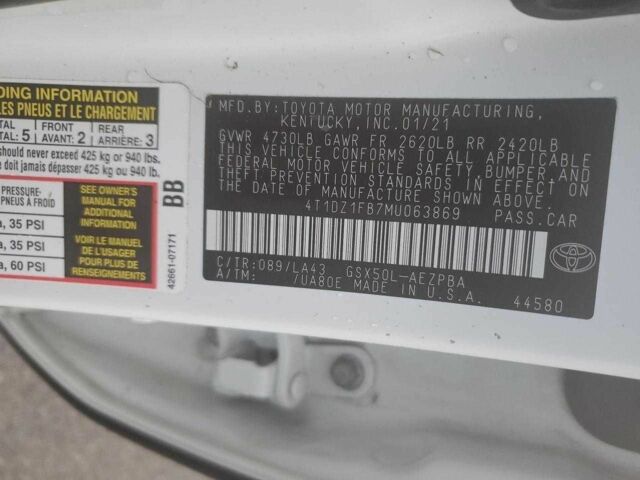 DING INFORMATION
LES PNEUS ET LE CHARGEMENT
TAL: 5 FRONT AVANT: 2 REAR ARRIÈRE: 3
should never exceed 425 kg or 940 lbs.
e doit jamais dépasser 425 kg ou 940 lb.
PRESSURE-
PNEUS À FROID
a, 35 PSI
a, 35 PSI
a, 60 PSI
SEE OWNER'S
MANUAL FOR
ADDITIONAL
INFORMATION
VOIR LE MANUEL
DE L'USAGER
POUR PLUS DE
RENSEIGNEMENTS
BB
42661-07171
MFD.BY: TOYOTA MOTOR MANUFACTURING,
KENTUCKY, INC. 01/21
GVWR 4730LB GAWR FR 2620LB RR 2420LB
THIS VEHICLE CONFORMS TO ALL APPLICABLE
FEDERAL MOTOR VEHICLE SAFETY, BUMPER, AND
THEFT PREVENTION STANDARDS IN EFFECT ON
THE DATE OF MANUFACTURE SHOWN ABOVE.
4T1DZ1FB7MU063869 PASS.CAR
C/TR: 089/LA43 GSX50L-AEZPBA
A/TM: /UA80E MADE IN U.S.A.
44580
TOYOTA